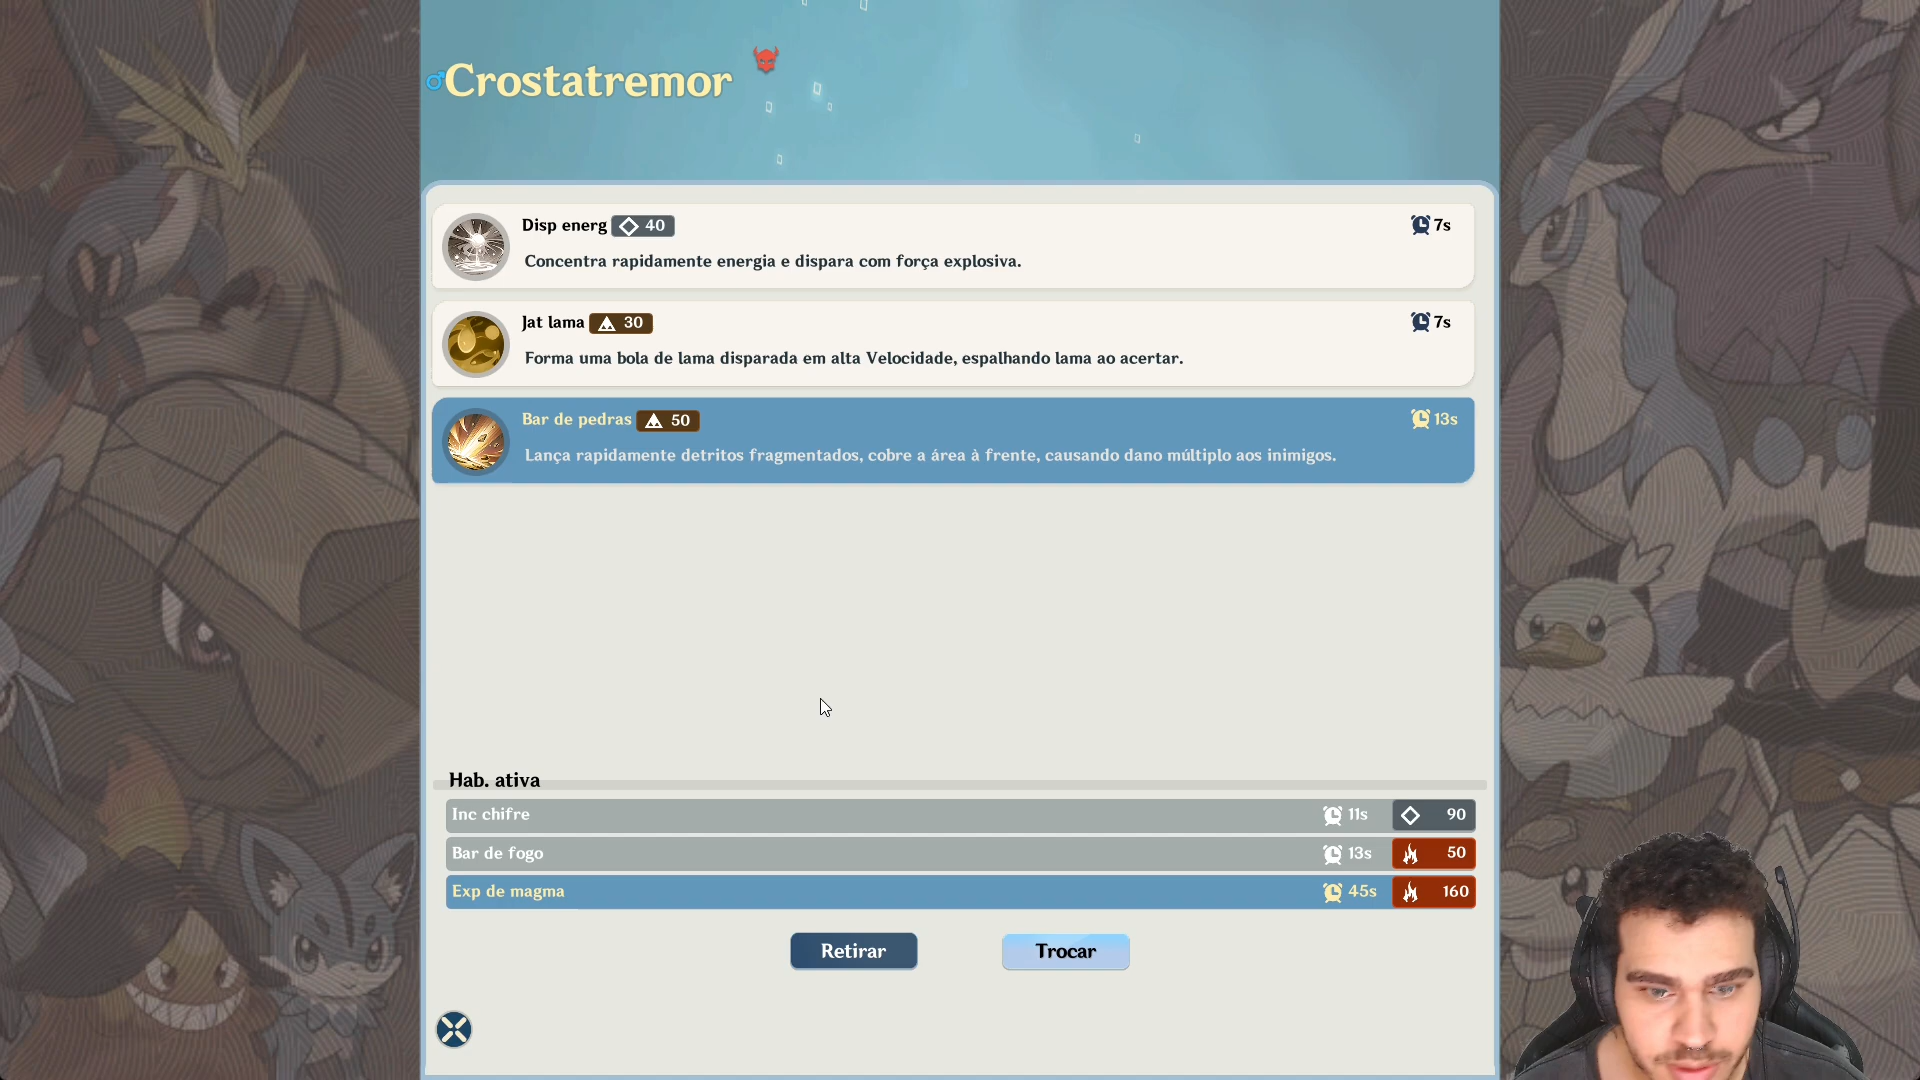 Crostatremor
Disp energ 40 7s
Concentra rapidamente energia e dispara com força explosiva.
Jat lama 30 7s
Forma uma bola de lama disparada em alta Velocidade, espalhando lama ao acertar.
Bar de pedras 50 13s
Lança rapidamente detritos fragmentados, cobre a área à frente, causando dano múltiplo aos inimigos.
Hab. ativa
Inc chifre 11s 90
Bar de fogo 13s 50
Exp de magma 45s 160
Retirar Trocar